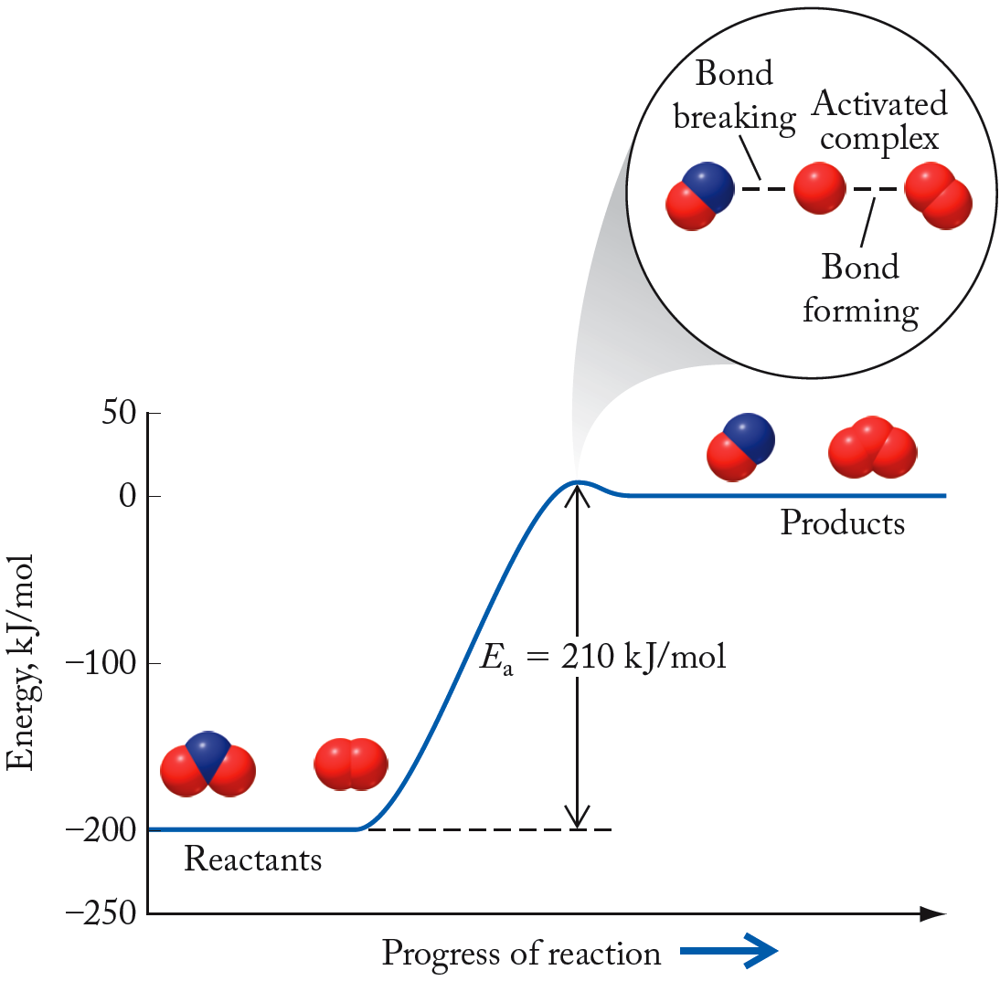 Bond
breaking
Activated
complex
Bond
forming
50
0
−100
−200
−250
Energy, kJ/mol
Products
Eₐ = 210 kJ/mol
Reactants
Progress of reaction